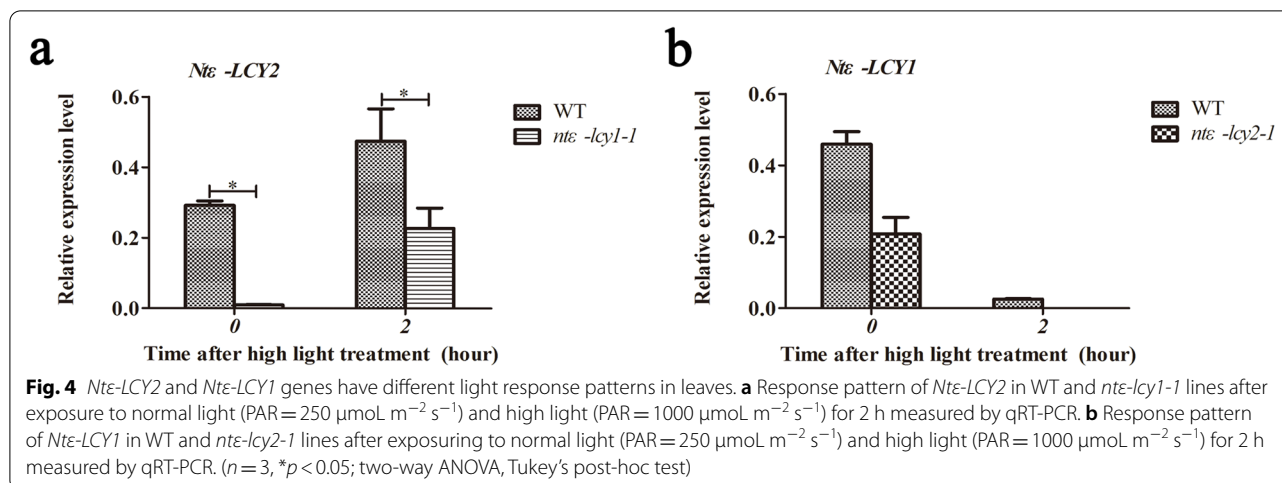 a
Ntε -LCY2
Relative expression level
0.6
0.4
0.2
0.0
*
*
WT
ntε -lcy1-1
0
2
Time after high light treatment (hour)
b
Ntε -LCY1
Relative expression level
0.6
0.4
0.2
0.0
WT
ntε -lcy2-1
0
2
Time after high light treatment (hour)
Fig. 4 Ntε-LCY2 and Ntε-LCY1 genes have different light response patterns in leaves. a Response pattern of Ntε-LCY2 in WT and ntε-lcy1-1 lines after
exposure to normal light (PAR = 250 µmoL m⁻² s⁻¹) and high light (PAR = 1000 µmoL m⁻² s⁻¹) for 2 h measured by qRT-PCR. b Response pattern
of Ntε-LCY1 in WT and ntε-lcy2-1 lines after exposuring to normal light (PAR = 250 µmoL m⁻² s⁻¹) and high light (PAR = 1000 µmoL m⁻² s⁻¹) for 2 h
measured by qRT-PCR. (n = 3, *p < 0.05; two-way ANOVA, Tukey's post-hoc test)